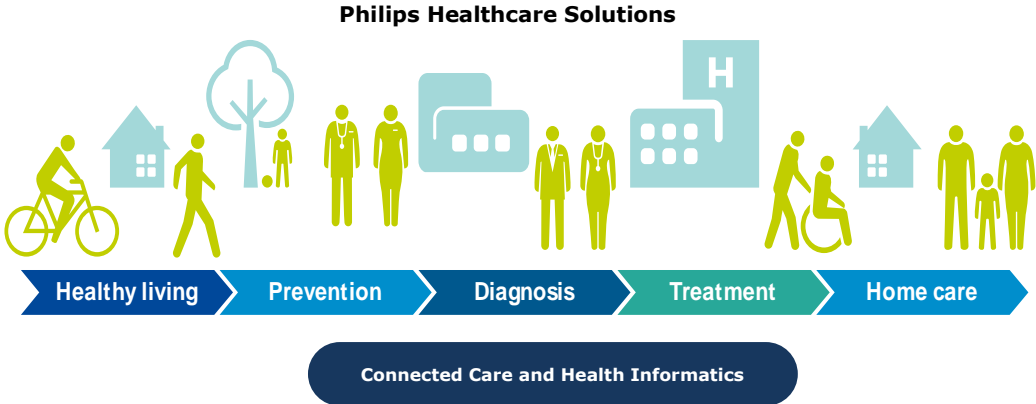 Philips Healthcare Solutions
H
Healthy living
Prevention
Diagnosis
Treatment
Home care
Connected Care and Health Informatics